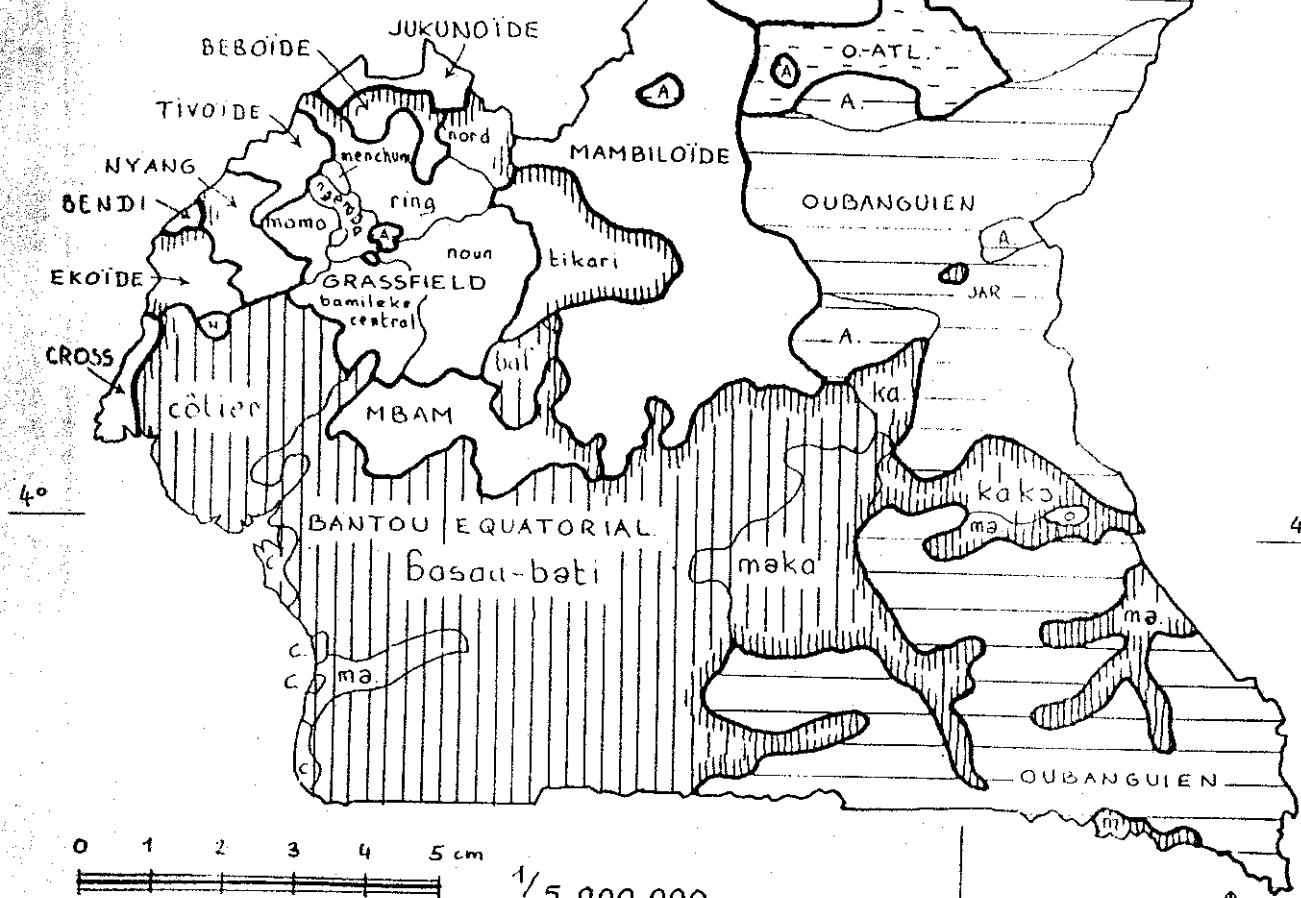 JUKUNOÏDE
BEBOÏDE
O-ATL.
A
A
A.
TIVOÏDE
nord
menchum
MAMBILOÏDE
NYANG
ring
OUBANGUIEN
BENDI
momo
A
A.
noun
tikari
EKOÏDE
GRASSFIELD
JAR
bamileke
central
N
A.
CROSS
baf
côtier
MBAM
ka.
4°
kakɔ
BANTOU EQUATORIAL
mə
O
4
ɓasaa-bəti
məka
C
mə.
C.
mə.
C.
C
OUBANGUIEN
m
0 1 2 3 4 5 cm
1/5 000 000